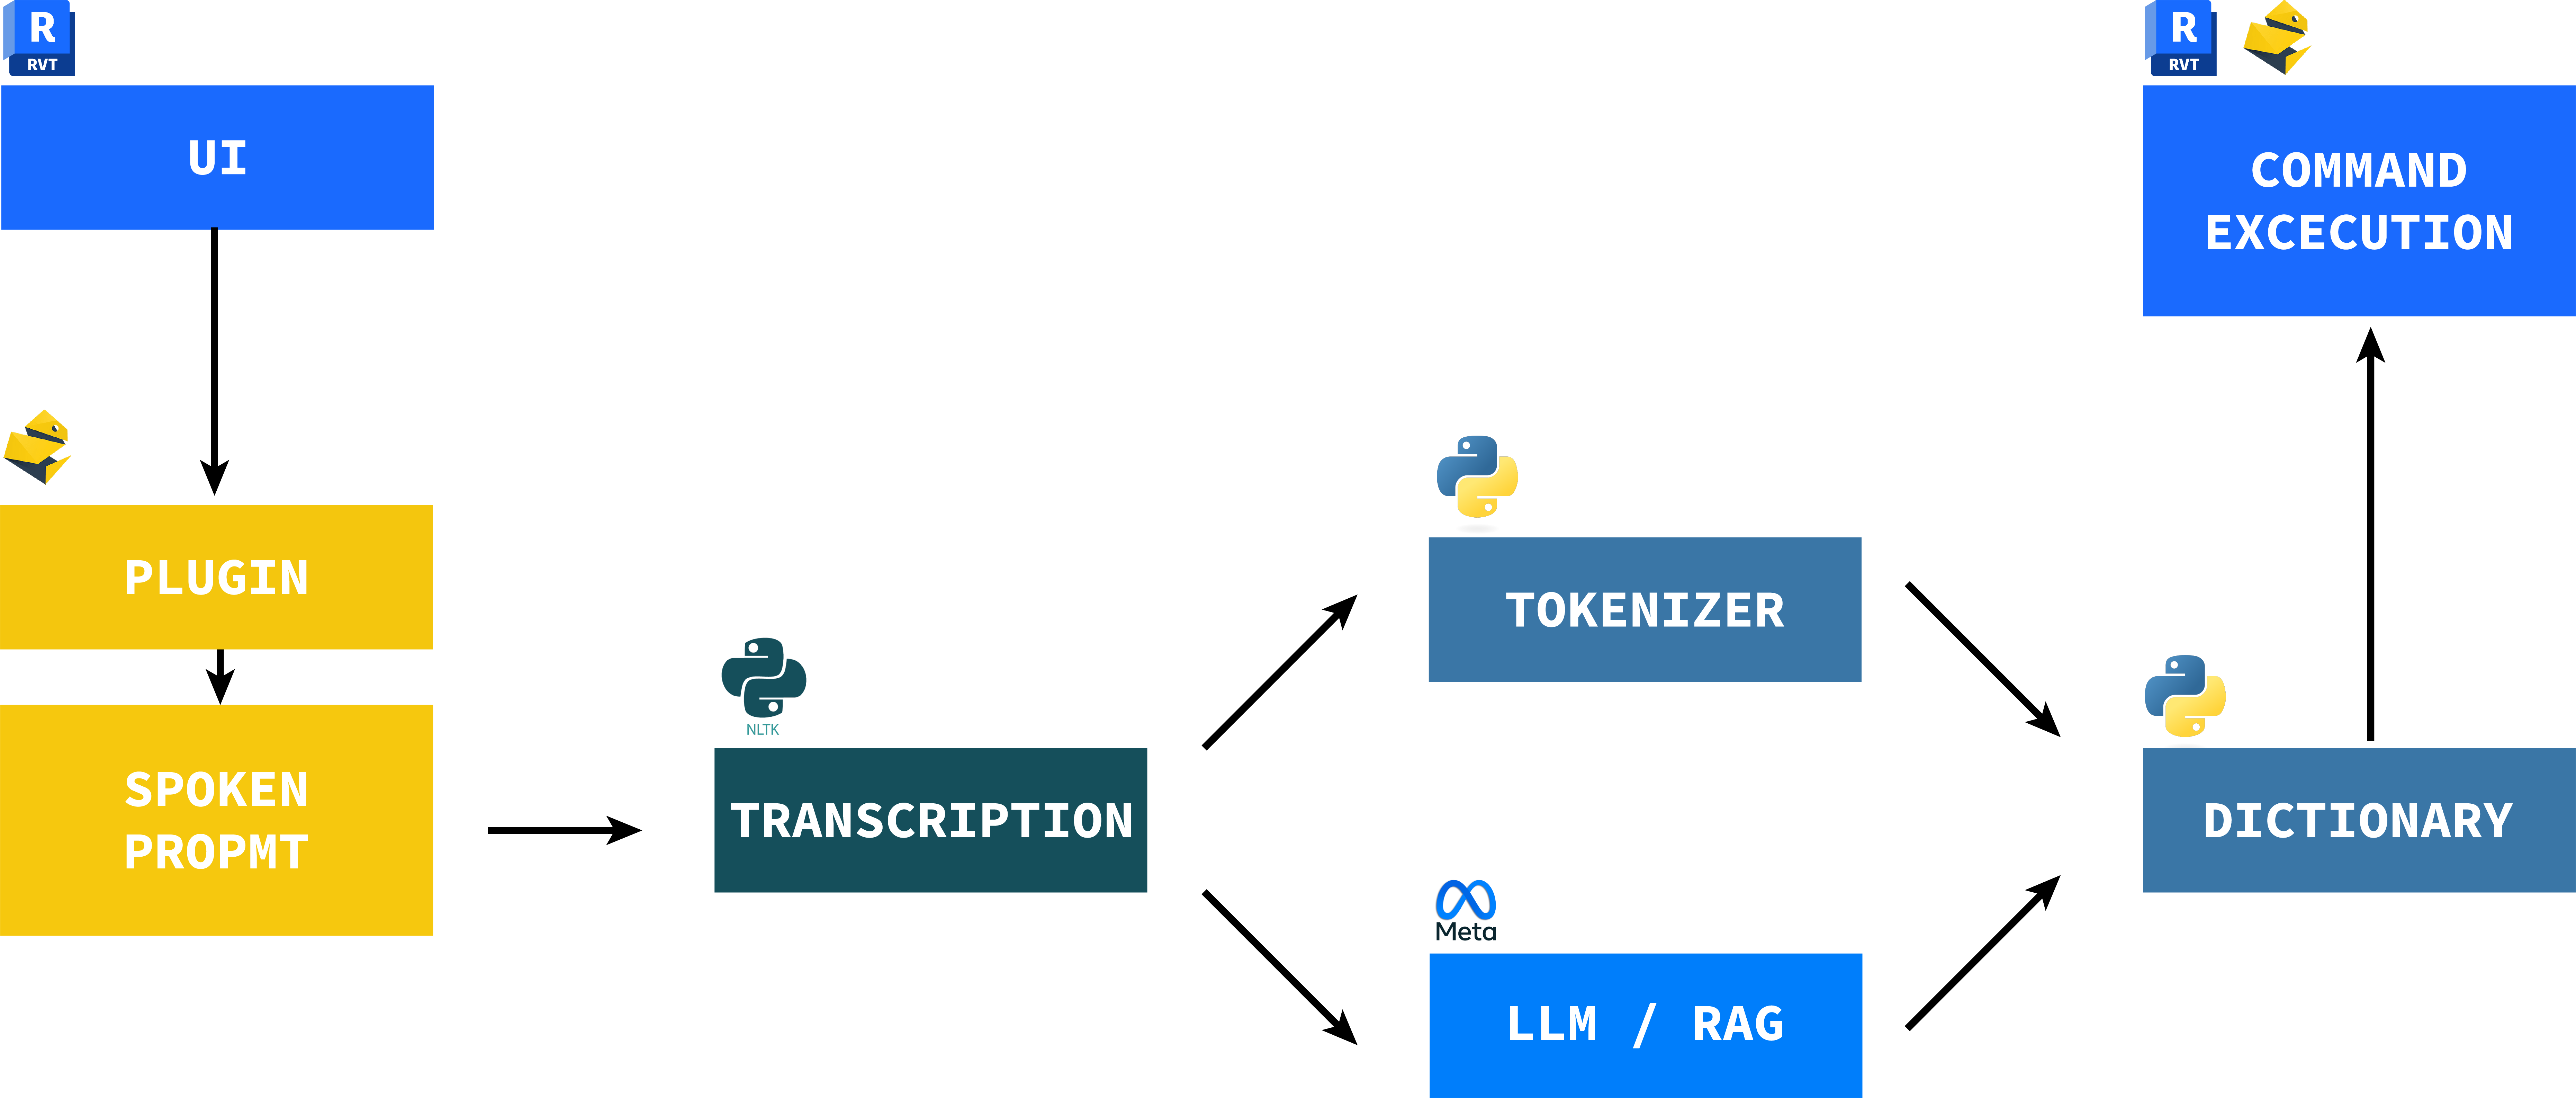 R
RVT
UI
PLUGIN
SPOKEN
PROPMT
NLTK
TRANSCRIPTION
TOKENIZER
Meta
LLM / RAG
DICTIONARY
R
RVT
COMMAND
EXCECUTION